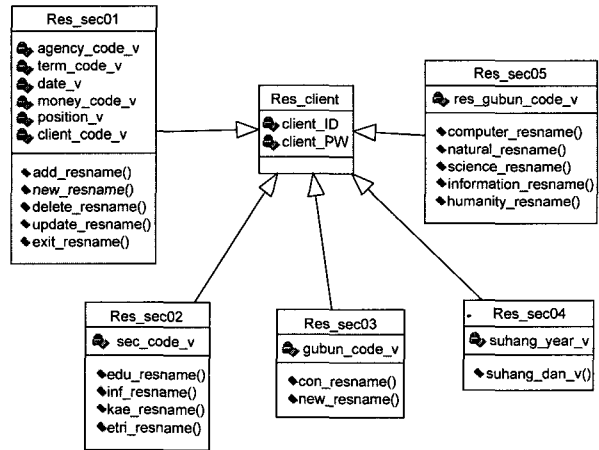 Res_sec01
agency_code_v
term_code_v
date_v
money_code_v
position_v
client_code_v
add_resname()
new_resname()
delete_resname()
update_resname()
exit_resname()
Res_client
client_ID
client_PW
Res_sec05
res_gubun_code_v
computer_resname()
natural_resname()
science_resname()
information_resname()
humanity_resname()
Res_sec02
sec_code_v
edu_resname()
inf_resname()
kae_resname()
etri_resname()
Res_sec03
gubun_code_v
con_resname()
new_resname()
Res_sec04
suhang_year_v
suhang_dan_v()